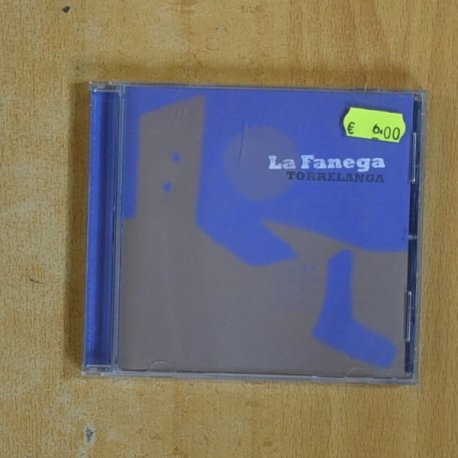 € 6.00
La Fanega
TORRELANGA